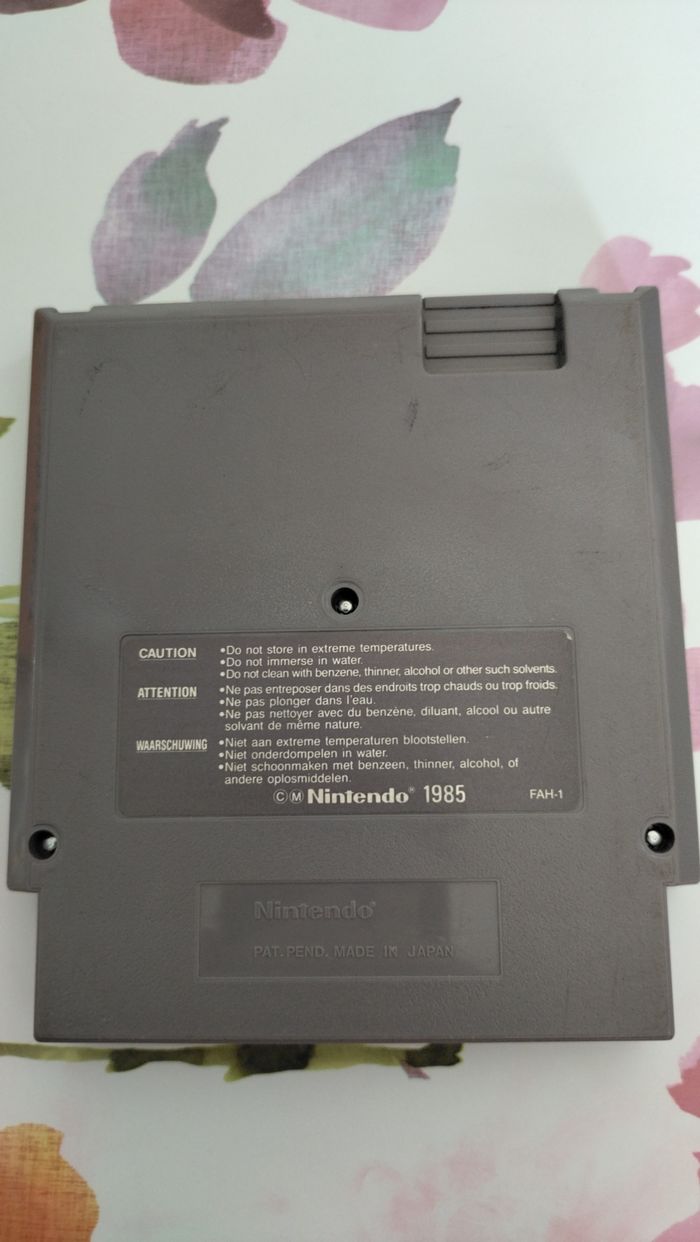 CAUTION •Do not store in extreme temperatures.
•Do not immerse in water.
•Do not clean with benzene, thinner, alcohol or other such solvents.
ATTENTION •Ne pas entreposer dans des endroits trop chauds ou trop froids.
•Ne pas plonger dans l'eau.
•Ne pas nettoyer avec du benzène, diluant, alcool ou autre
solvant de même nature.
WAARSCHUWING •Niet aan extreme temperaturen blootstellen.
•Niet onderdompelen in water.
•Niet schoonmaken met benzeen, thinner, alcohol, of
andere oplosmiddelen.
©Ⓜ Nintendo® 1985 FAH-1
Nintendo®
PAT. PEND. MADE IN JAPAN